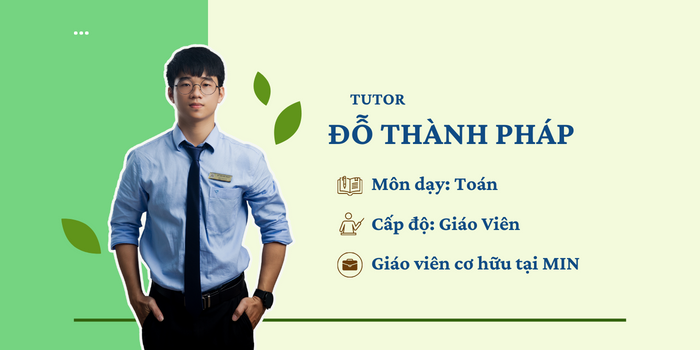 TUTOR
ĐỖ THÀNH PHÁP
Môn dạy: Toán
Cấp độ: Giáo Viên
Giáo viên cơ hữu tại MIN